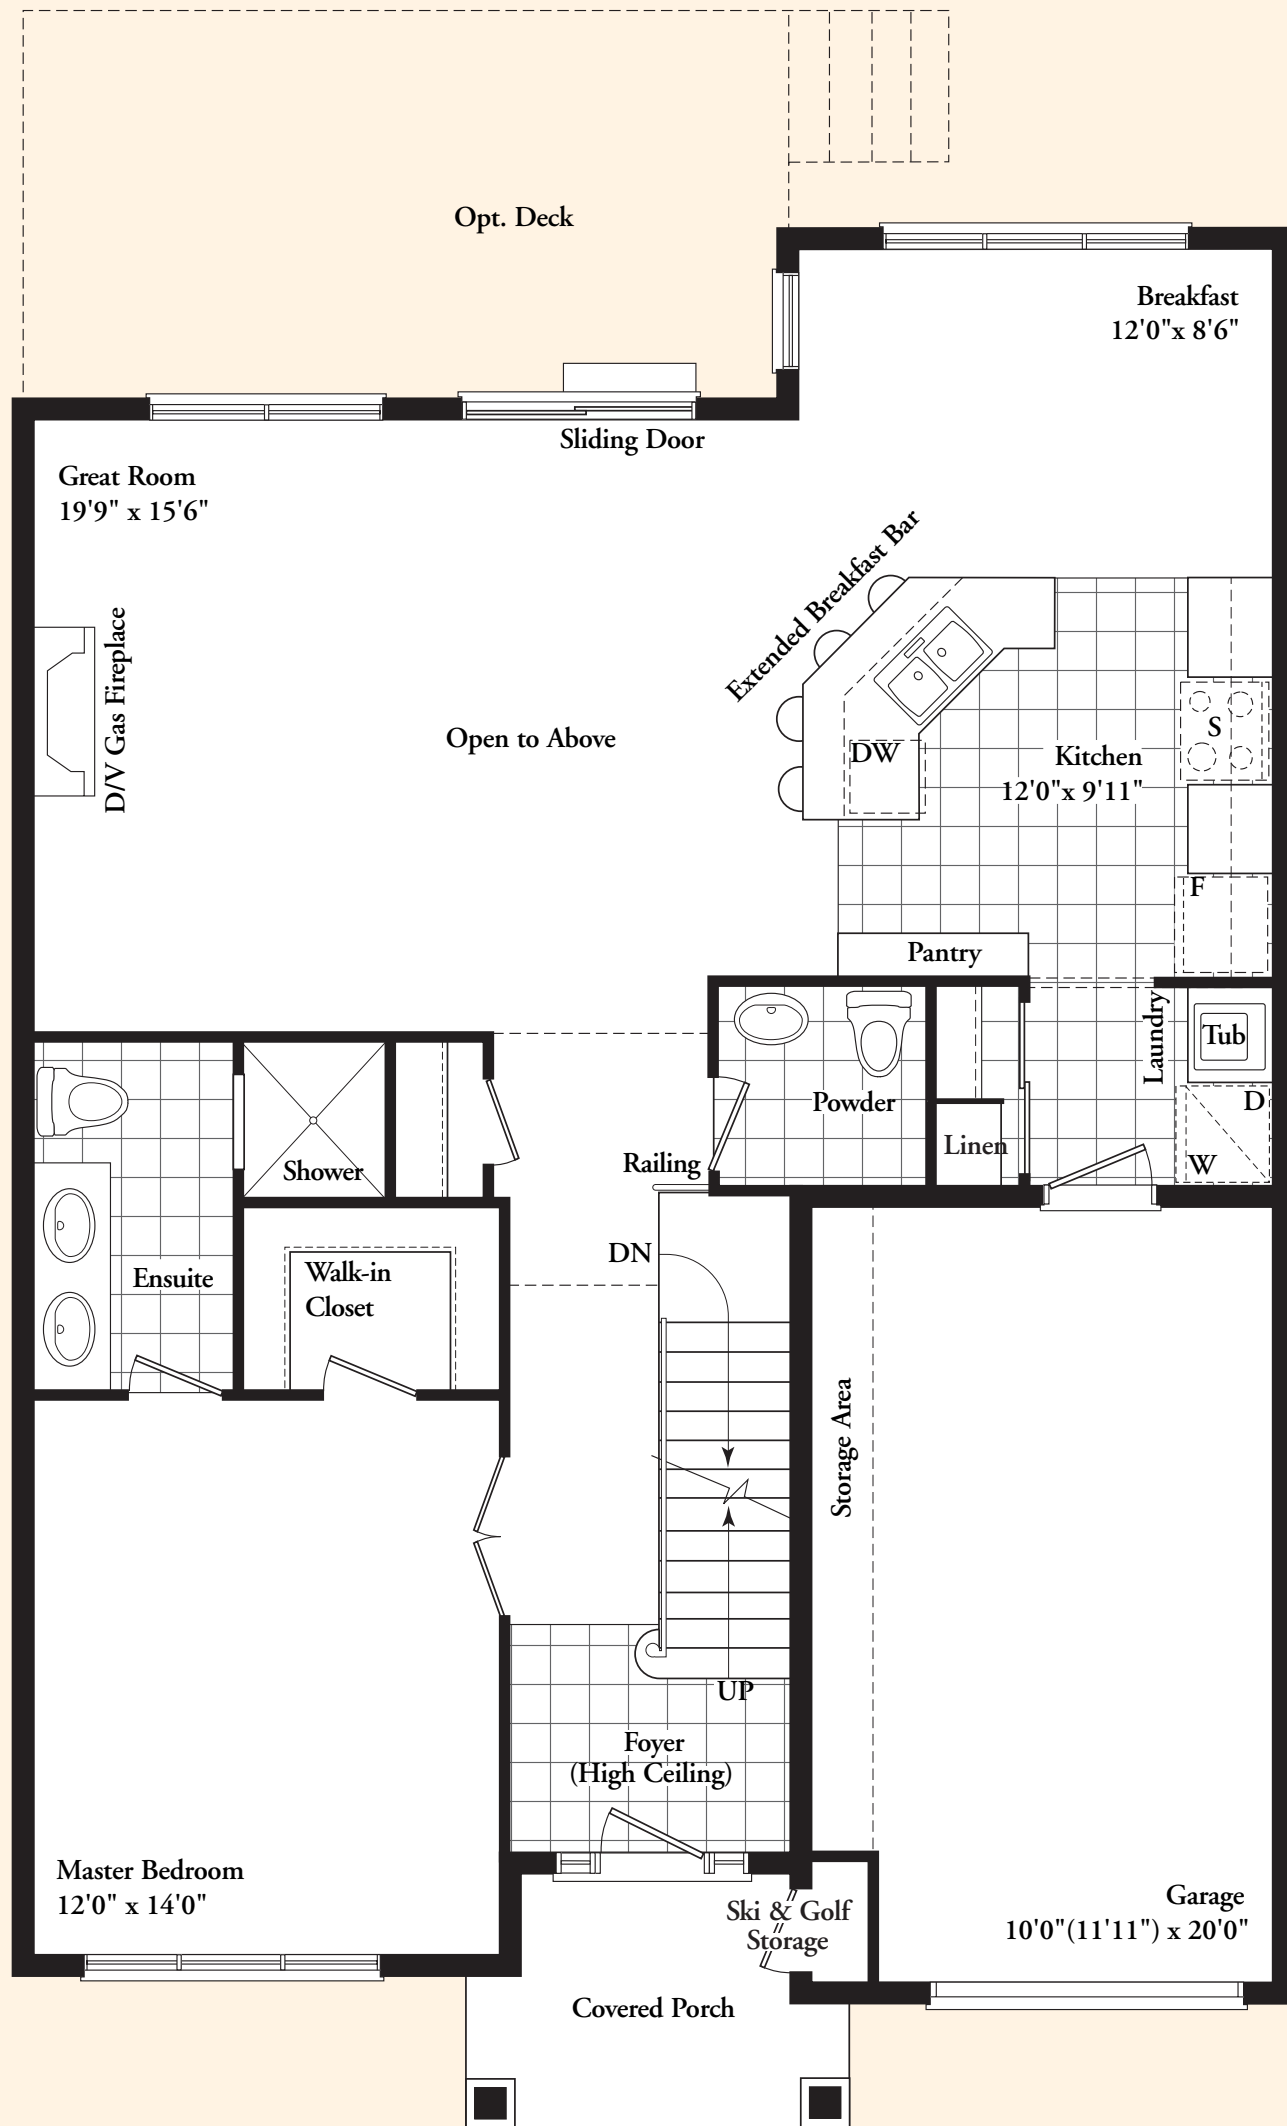 Opt. Deck
Breakfast
12'0"x 8'6"
Sliding Door
Great Room
19'9" x 15'6"
Extended Breakfast Bar
D/V Gas Fireplace
Open to Above
DW
Kitchen
12'0"x 9'11"
S
F
Pantry
Laundry
Tub
D
W
Powder
Linen
Railing
Shower
DN
Ensuite
Walk-in
Closet
Storage Area
UP
Foyer
(High Ceiling)
Master Bedroom
12'0" x 14'0"
Ski & Golf
Storage
Garage
10'0"(11'11") x 20'0"
Covered Porch